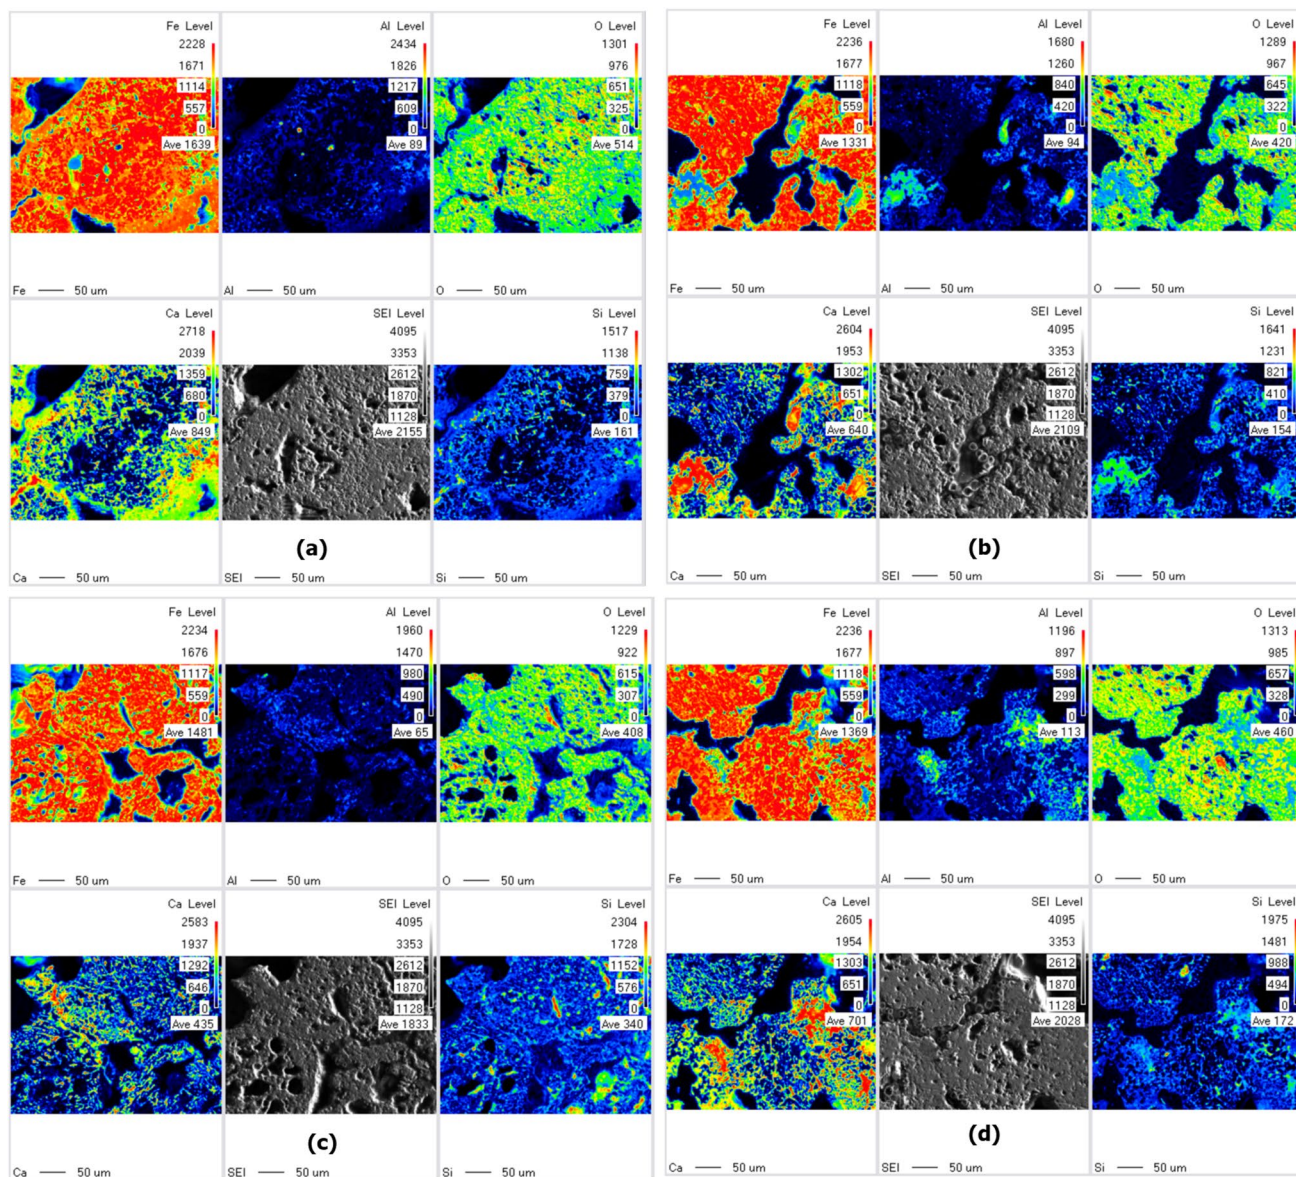 Fe Level
2228
1671
1114
557
0
Ave 1639
Fe 50 um
Al Level
2434
1826
1217
609
0
Ave 89
Al 50 um
O Level
1301
976
651
325
0
Ave 514
O 50 um
Ca Level
2718
2039
1359
680
0
Ave 849
Ca 50 um
SEI Level
4095
3353
2612
1870
1128
Ave 2155
(a)
SEI 50 um
Si Level
1517
1138
759
379
0
Ave 161
Si 50 um
Fe Level
2236
1677
1118
559
0
Ave 1331
Fe 50 um
Al Level
1680
1260
840
420
0
Ave 94
Al 50 um
O Level
1289
967
645
322
0
Ave 420
O 50 um
Ca Level
2604
1953
1302
651
0
Ave 640
Ca 50 um
SEI Level
4095
3353
2612
1870
1128
Ave 2109
(b)
SEI 50 um
Si Level
1641
1231
821
410
0
Ave 154
Si 50 um
Fe Level
2234
1676
1117
559
0
Ave 1481
Fe 50 um
Al Level
1960
1470
980
490
0
Ave 65
Al 50 um
O Level
1229
922
615
307
0
Ave 408
O 50 um
Ca Level
2583
1937
1292
646
0
Ave 435
Ca 50 um
SEI Level
4095
3353
2612
1870
1128
Ave 1833
(c)
SEI 50 um
Si Level
2304
1728
1152
576
0
Ave 340
Si 50 um
Fe Level
2236
1677
1118
559
0
Ave 1369
Fe 50 um
Al Level
1196
897
598
299
0
Ave 113
Al 50 um
O Level
1313
985
657
328
0
Ave 460
O 50 um
Ca Level
2605
1954
1303
651
0
Ave 701
Ca 50 um
SEI Level
4095
3353
2612
1870
1128
Ave 2028
(d)
SEI 50 um
Si Level
1975
1481
988
494
0
Ave 172
Si 50 um